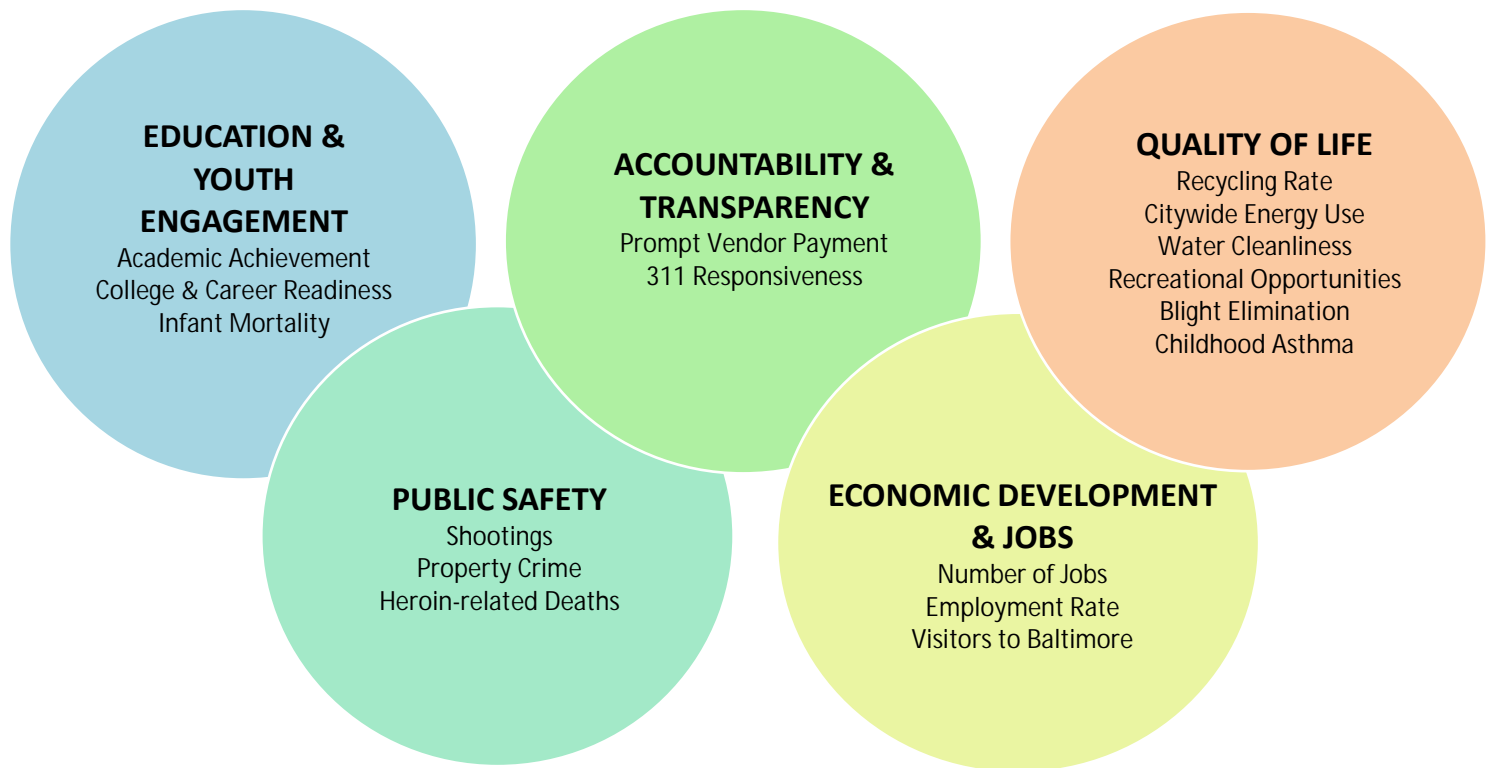 EDUCATION &
YOUTH
ENGAGEMENT
Academic Achievement
College & Career Readiness
Infant Mortality
ACCOUNTABILITY &
TRANSPARENCY
Prompt Vendor Payment
311 Responsiveness
QUALITY OF LIFE
Recycling Rate
Citywide Energy Use
Water Cleanliness
Recreational Opportunities
Blight Elimination
Childhood Asthma
PUBLIC SAFETY
Shootings
Property Crime
Heroin-related Deaths
ECONOMIC DEVELOPMENT
& JOBS
Number of Jobs
Employment Rate
Visitors to Baltimore